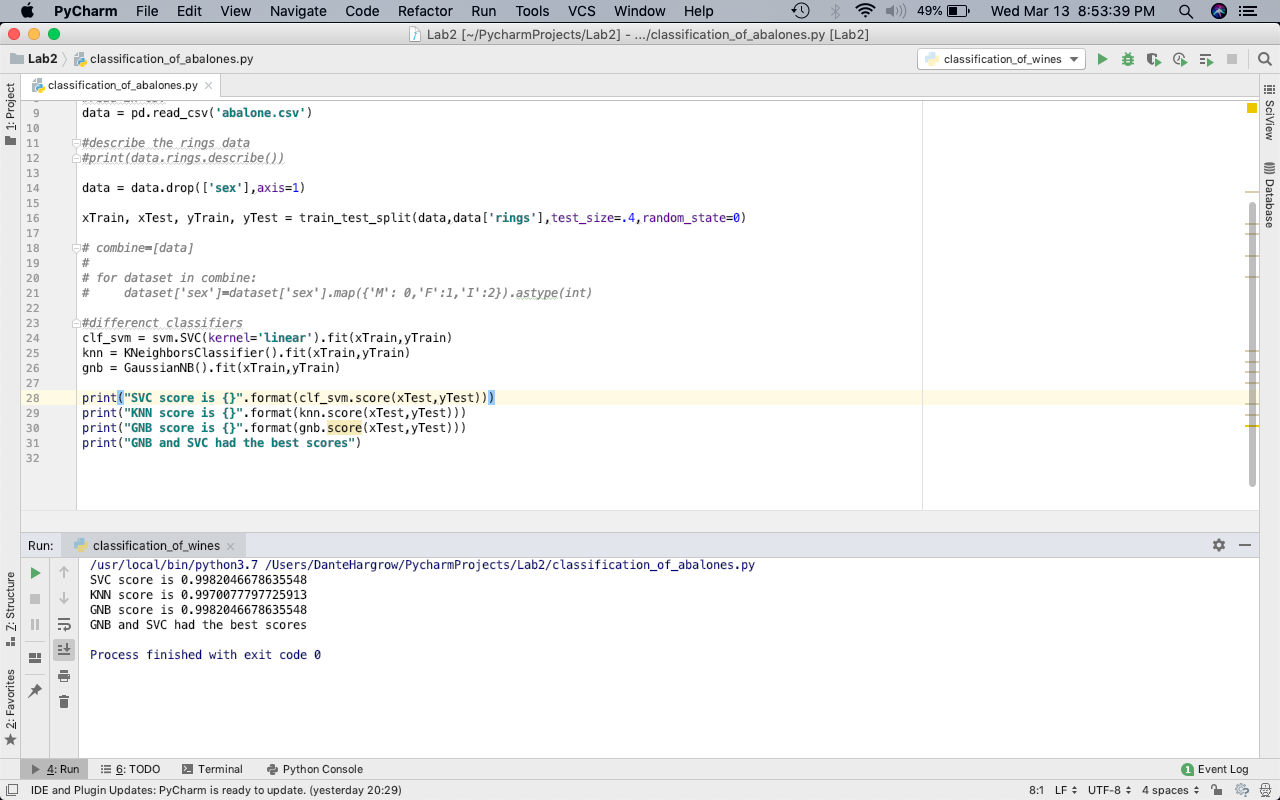 PyCharm File Edit View Navigate Code Refactor Run Tools VCS Window Help 49% Wed Mar 13 8:53:39 PM
Lab2 [~/PycharmProjects/Lab2] - .../classification_of_abalones.py [Lab2]
Lab2 classification_of_abalones.py classification_of_wines
classification_of_abalones.py
1: Project
SciView
Database
9 data = pd.read_csv('abalone.csv')
10
11 #describe the rings data
12 #print(data.rings.describe())
13
14 data = data.drop(['sex'],axis=1)
15
16 xTrain, xTest, yTrain, yTest = train_test_split(data,data['rings'],test_size=.4,random_state=0)
17
18 # combine=[data]
19 #
20 # for dataset in combine:
21 #     dataset['sex']=dataset['sex'].map({'M': 0,'F':1,'I':2}).astype(int)
22
23 #differenct classifiers
24 clf_svm = svm.SVC(kernel='linear').fit(xTrain,yTrain)
25 knn = KNeighborsClassifier().fit(xTrain,yTrain)
26 gnb = GaussianNB().fit(xTrain,yTrain)
27
28 print("SVC score is {}".format(clf_svm.score(xTest,yTest)))
29 print("KNN score is {}".format(knn.score(xTest,yTest)))
30 print("GNB score is {}".format(gnb.score(xTest,yTest)))
31 print("GNB and SVC had the best scores")
32
Run: classification_of_wines
/usr/local/bin/python3.7 /Users/DanteHargrow/PycharmProjects/Lab2/classification_of_abalones.py
SVC score is 0.9982046678635548
KNN score is 0.9970077797725913
GNB score is 0.9982046678635548
GNB and SVC had the best scores
Process finished with exit code 0
Z: Structure
2: Favorites
4: Run 6: TODO Terminal Python Console 1 Event Log
IDE and Plugin Updates: PyCharm is ready to update. (yesterday 20:29) 8:1 LF UTF-8 4 spaces